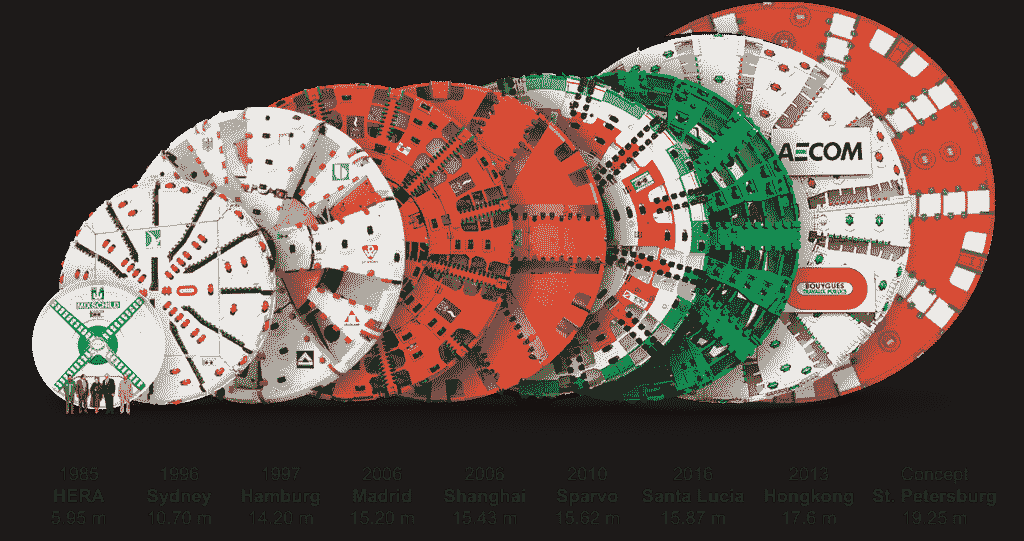 AECOM
BOUYGUES
TRAVAUX PUBLICS
MIXSCHILD
1985 1996 1997 2006 2006 2010 2016 2013 Concept
HERA Sydney Hamburg Madrid Shanghai Sparvo Santa Lucia Hongkong St. Petersburg
5.95 m 10.70 m 14.20 m 15.20 m 15.43 m 15.62 m 15.87 m 17.6 m 19.25 m